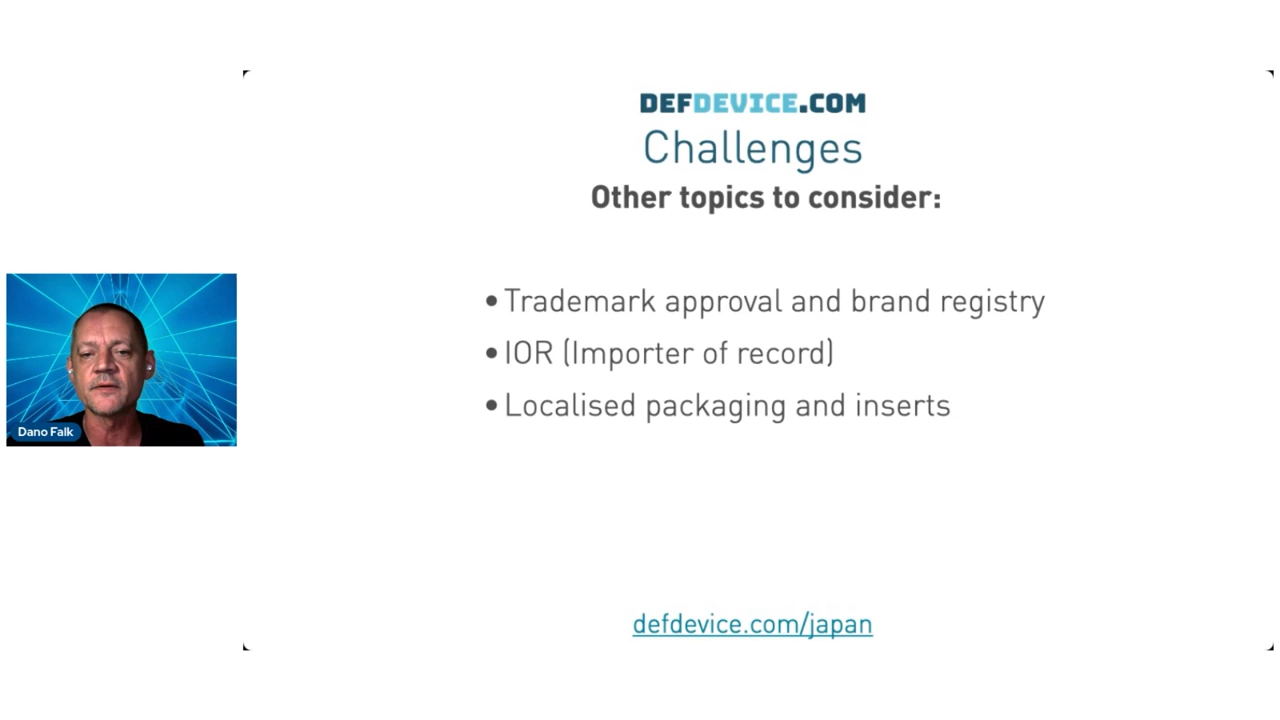 DEFDEVICE.COM
Challenges
Other topics to consider:
• Trademark approval and brand registry
• IOR (Importer of record)
• Localised packaging and inserts
Dano Falk
defdevice.com/japan